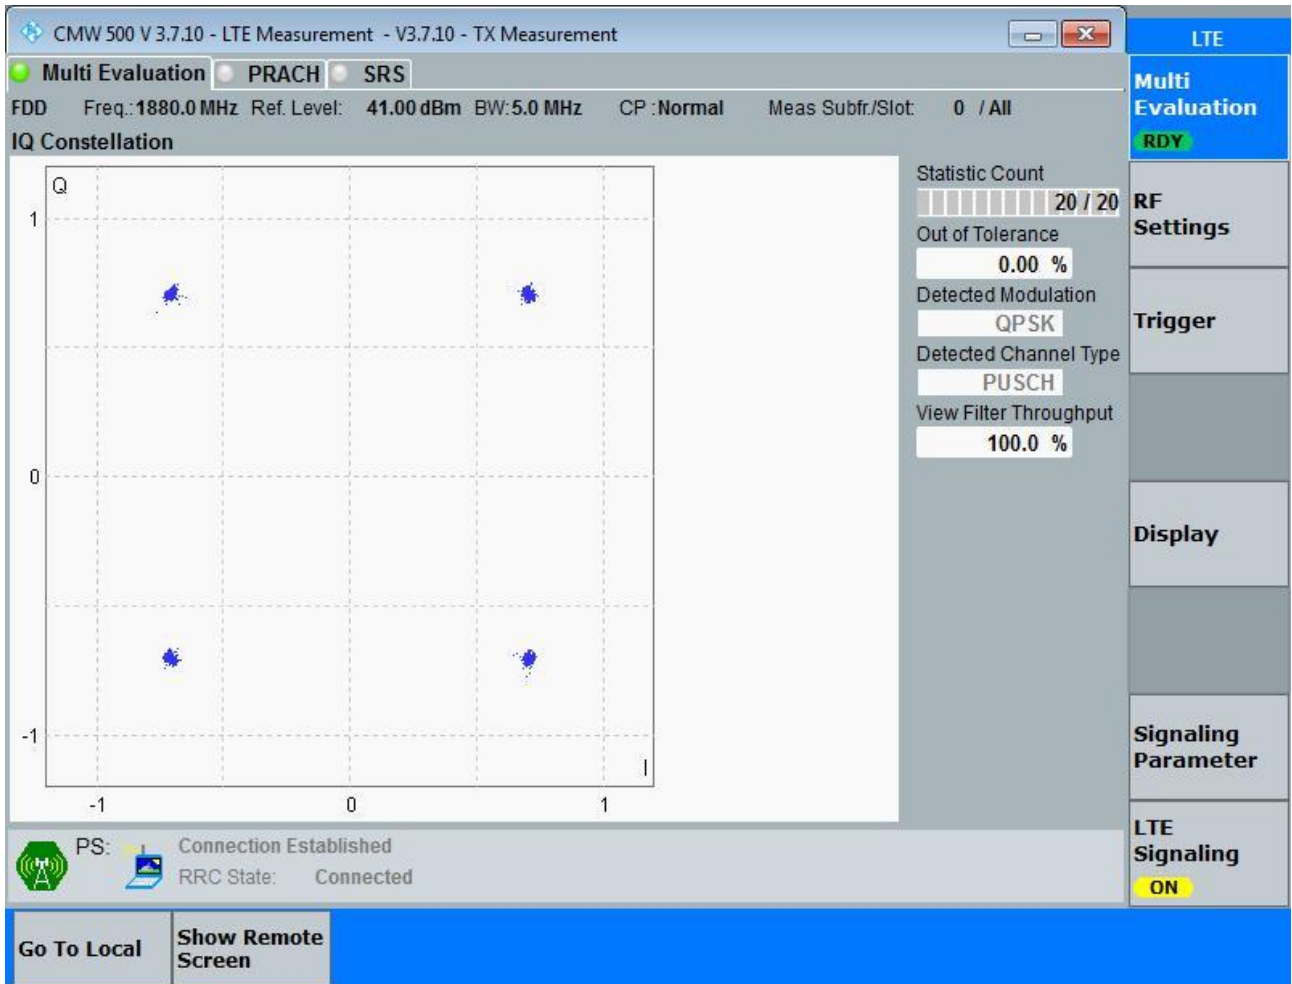 CMW 500 V 3.7.10 - LTE Measurement - V3.7.10 - TX Measurement
LTE
Multi Evaluation PRACH SRS
FDD Freq.:1880.0 MHz Ref. Level: 41.00 dBm BW:5.0 MHz CP :Normal Meas Subfr./Slot: 0 / All
IQ Constellation
Q
1
0
-1
I
-1 0 1
Statistic Count
20 / 20
Out of Tolerance
0.00 %
Detected Modulation
QPSK
Detected Channel Type
PUSCH
View Filter Throughput
100.0 %
Multi
Evaluation
RDY
RF
Settings
Trigger
Display
Signaling
Parameter
LTE
Signaling
ON
PS: Connection Established
RRC State: Connected
Go To Local
Show Remote
Screen